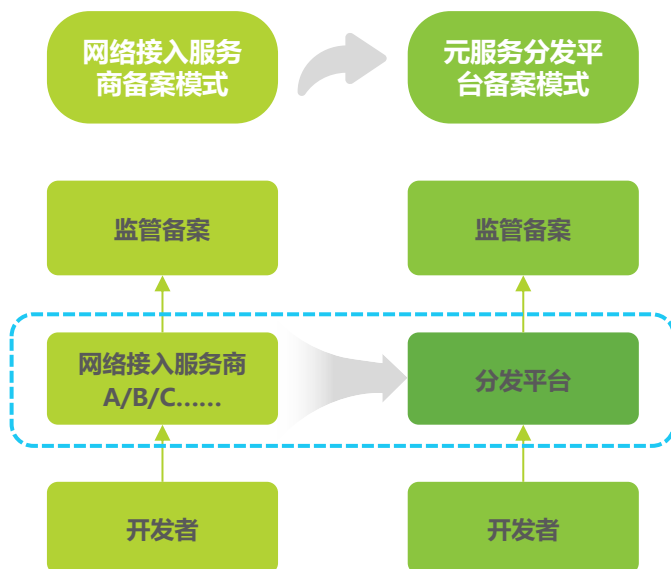 网络接入服务
商备案模式
元服务分发平
台备案模式
监管备案
监管备案
网络接入服务商
A/B/C……
分发平台
开发者
开发者